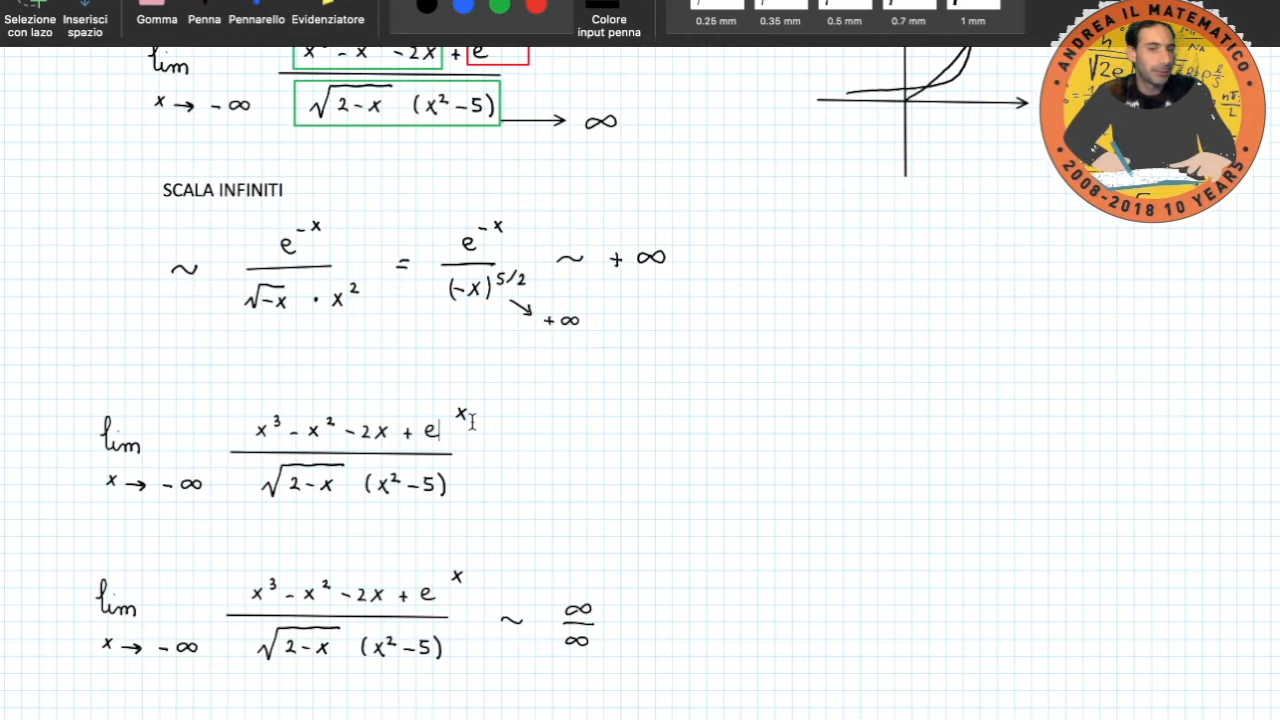 Selezione con lazo
Inserisci spazio
Gomma
Penna
Pennarello
Evidenziatore
Colore input penna
0.25 mm
0.35 mm
0.5 mm
0.7 mm
1 mm
lim x → -∞ (x - x - 2x + e) / (√(2-x) (x² - 5)) → ∞
SCALA INFINITI
~ e^(-x) / (√-x · x²) = e^(-x) / (-x)^(5/2) ~ + ∞
+ ∞
lim x → -∞ (x³ - x² - 2x + e^x) / (√(2-x) (x² - 5))
lim x → -∞ (x³ - x² - 2x + e^x) / (√(2-x) (x² - 5)) ~ ∞/∞
ANDREA IL MATEMATICO
2008-2018 10 YEARS